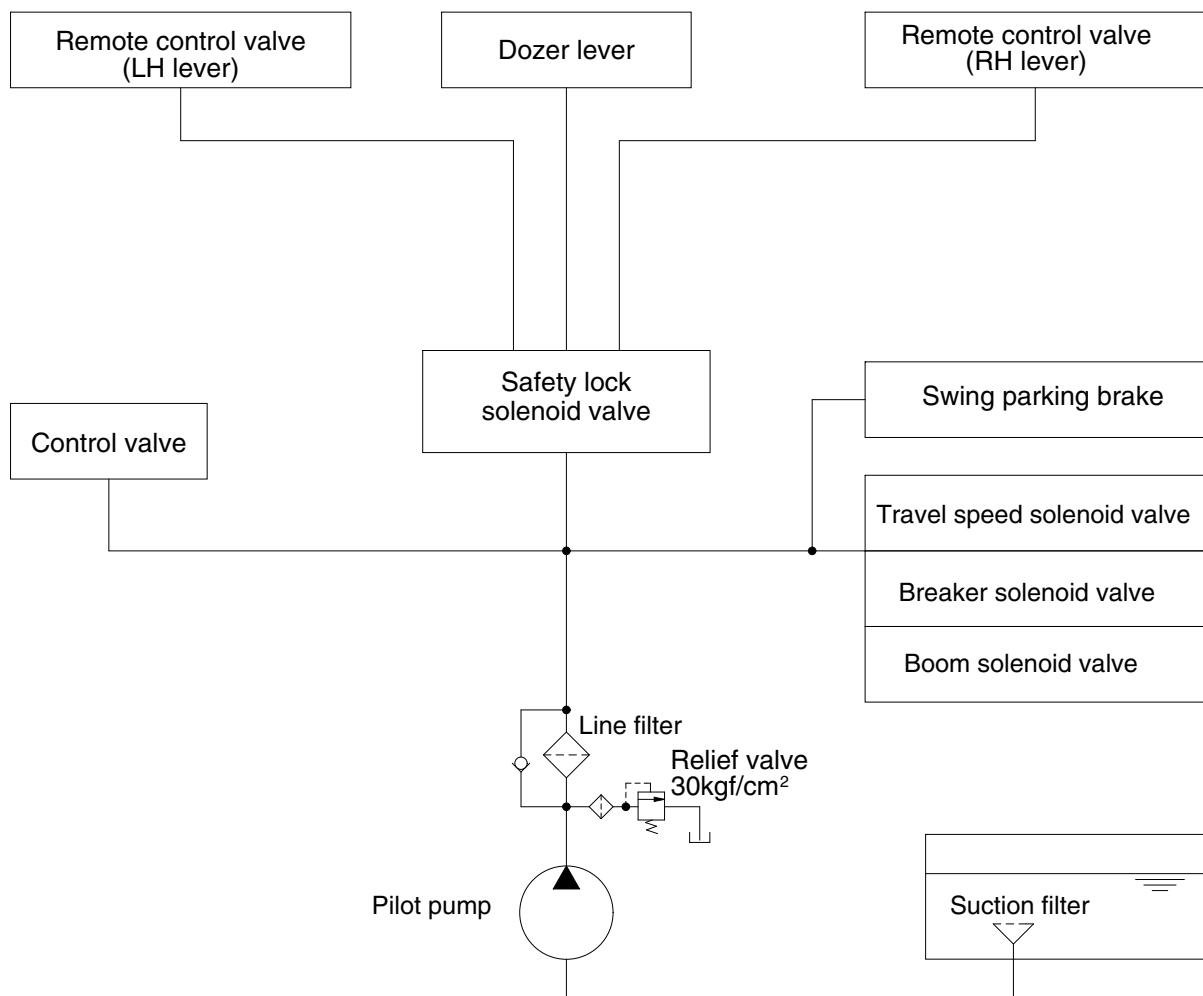 Remote control valve
(LH lever)
Dozer lever
Remote control valve
(RH lever)
Safety lock
solenoid valve
Swing parking brake
Control valve
Travel speed solenoid valve
Breaker solenoid valve
Boom solenoid valve
Line filter
Relief valve
30kgf/cm²
Pilot pump
Suction filter